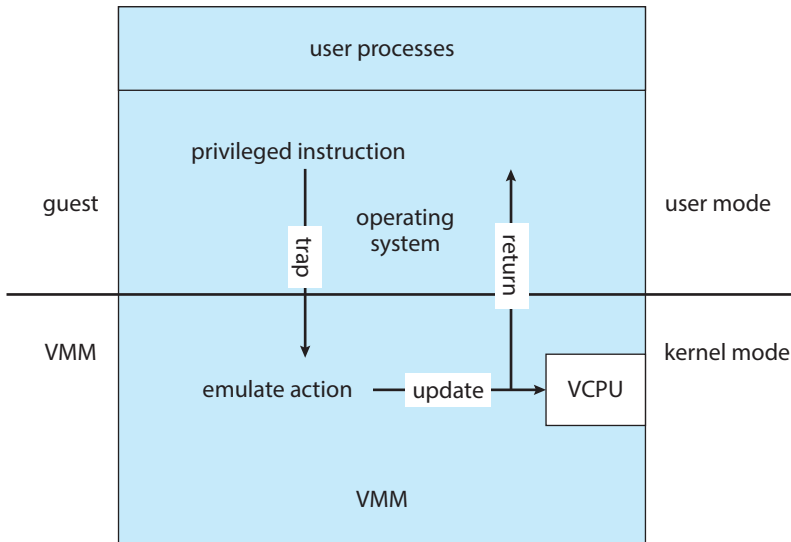 user processes
privileged instruction
guest
operating
system
user mode
trap
return
VMM
kernel mode
emulate action
update
VCPU
VMM